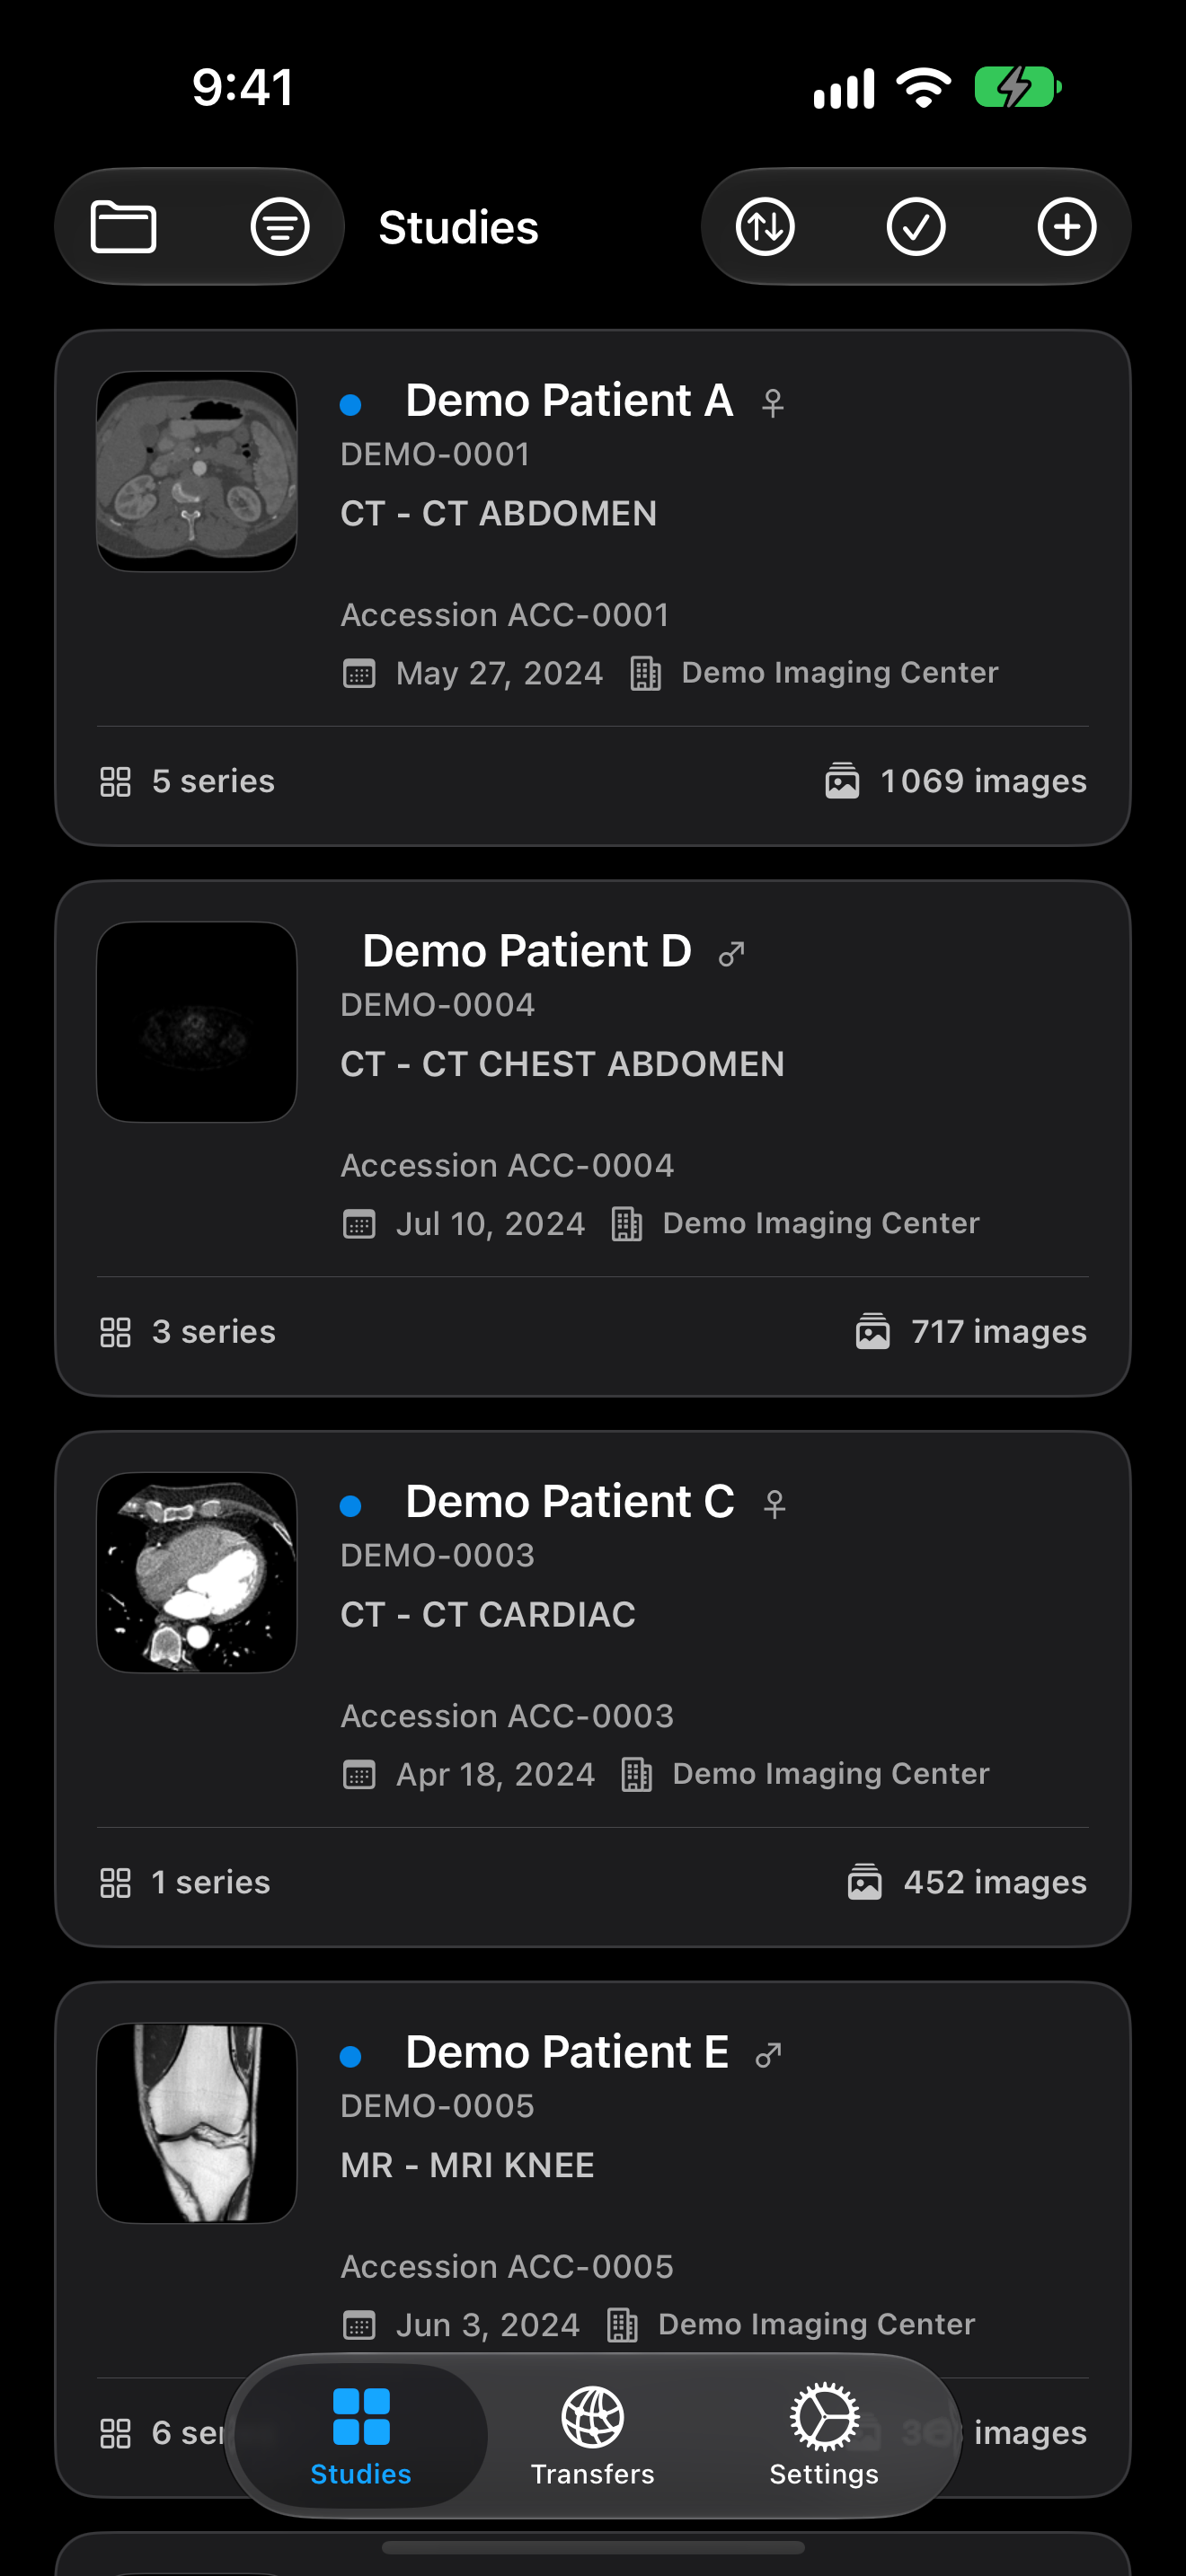 9:41
Studies
Demo Patient A ♀
DEMO-0001
CT - CT ABDOMEN
Accession ACC-0001
May 27, 2024 Demo Imaging Center
5 series 1 069 images
Demo Patient D ♂
DEMO-0004
CT - CT CHEST ABDOMEN
Accession ACC-0004
Jul 10, 2024 Demo Imaging Center
3 series 717 images
Demo Patient C ♀
DEMO-0003
CT - CT CARDIAC
Accession ACC-0003
Apr 18, 2024 Demo Imaging Center
1 series 452 images
Demo Patient E ♂
DEMO-0005
MR - MRI KNEE
Accession ACC-0005
Jun 3, 2024 Demo Imaging Center
6 images
Studies Transfers Settings